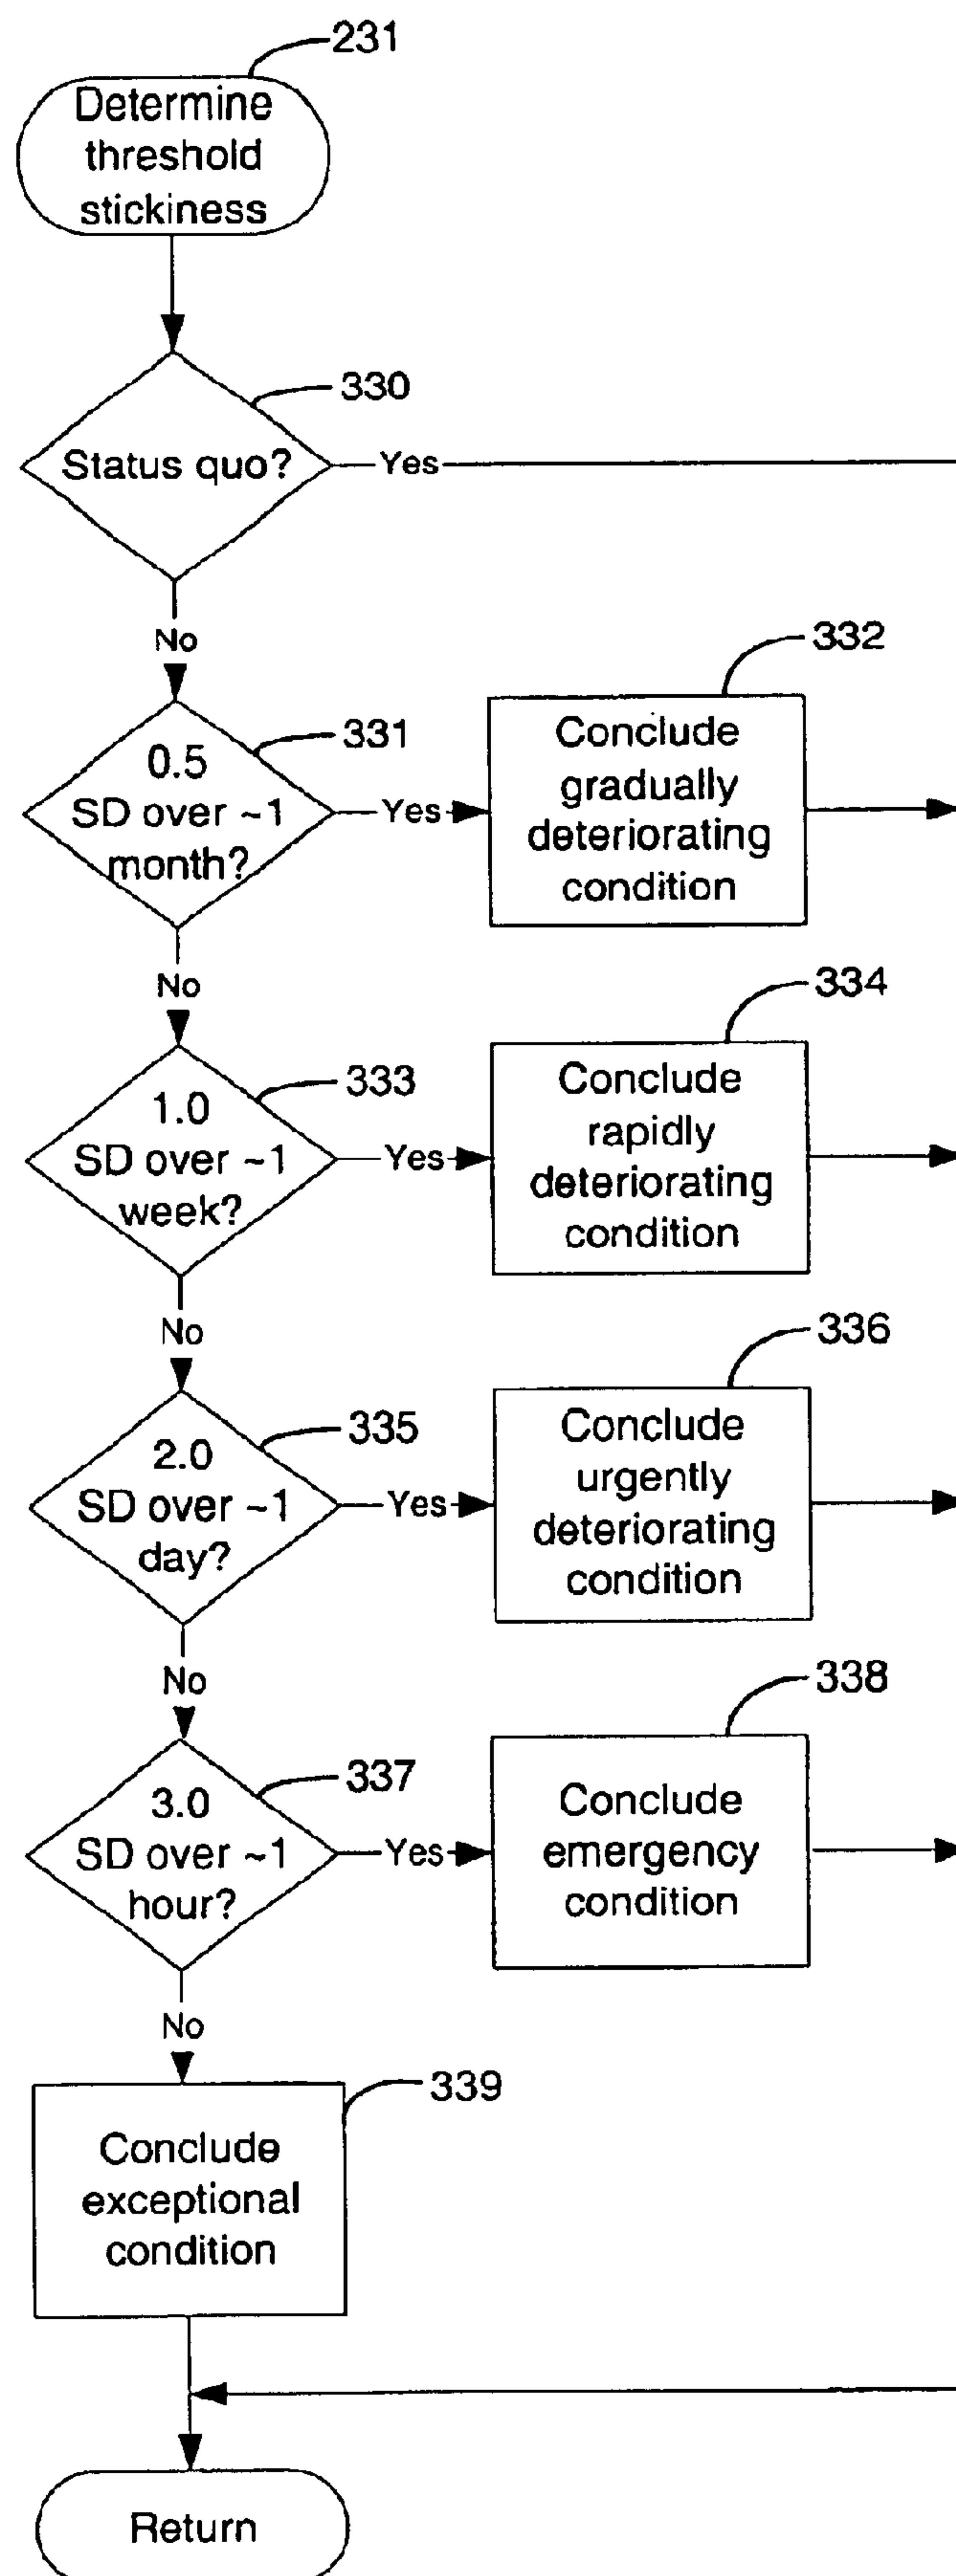 231
Determine
threshold
stickiness
330
Status quo?
Yes
No
331
0.5
SD over ~1
month?
Yes
332
Conclude
gradually
deteriorating
condition
No
333
1.0
SD over ~1
week?
Yes
334
Conclude
rapidly
deteriorating
condition
No
335
2.0
SD over ~1
day?
Yes
336
Conclude
urgently
deteriorating
condition
No
337
3.0
SD over ~1
hour?
Yes
338
Conclude
emergency
condition
No
339
Conclude
exceptional
condition
Return